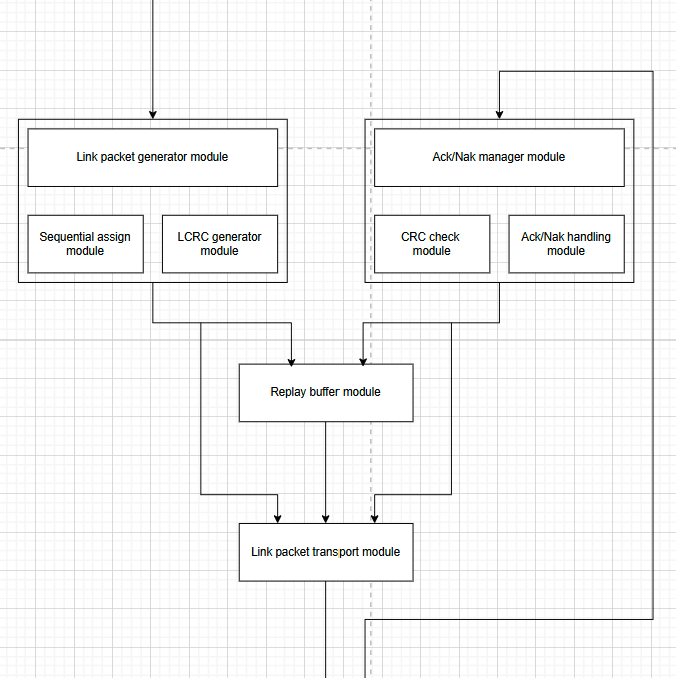 Link packet generator module
Ack/Nak manager module
Sequential assign
module
LCRC generator
module
CRC check
module
Ack/Nak handling
module
Replay buffer module
Link packet transport module